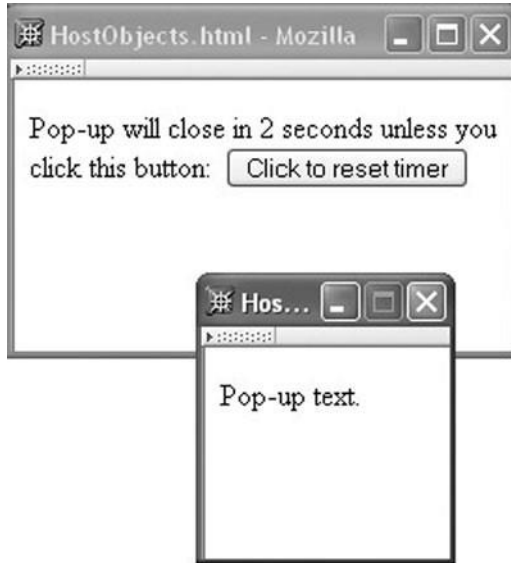 HostObjects.html - Mozilla
Pop-up will close in 2 seconds unless you
click this button: Click to reset timer
Hos...
Pop-up text.